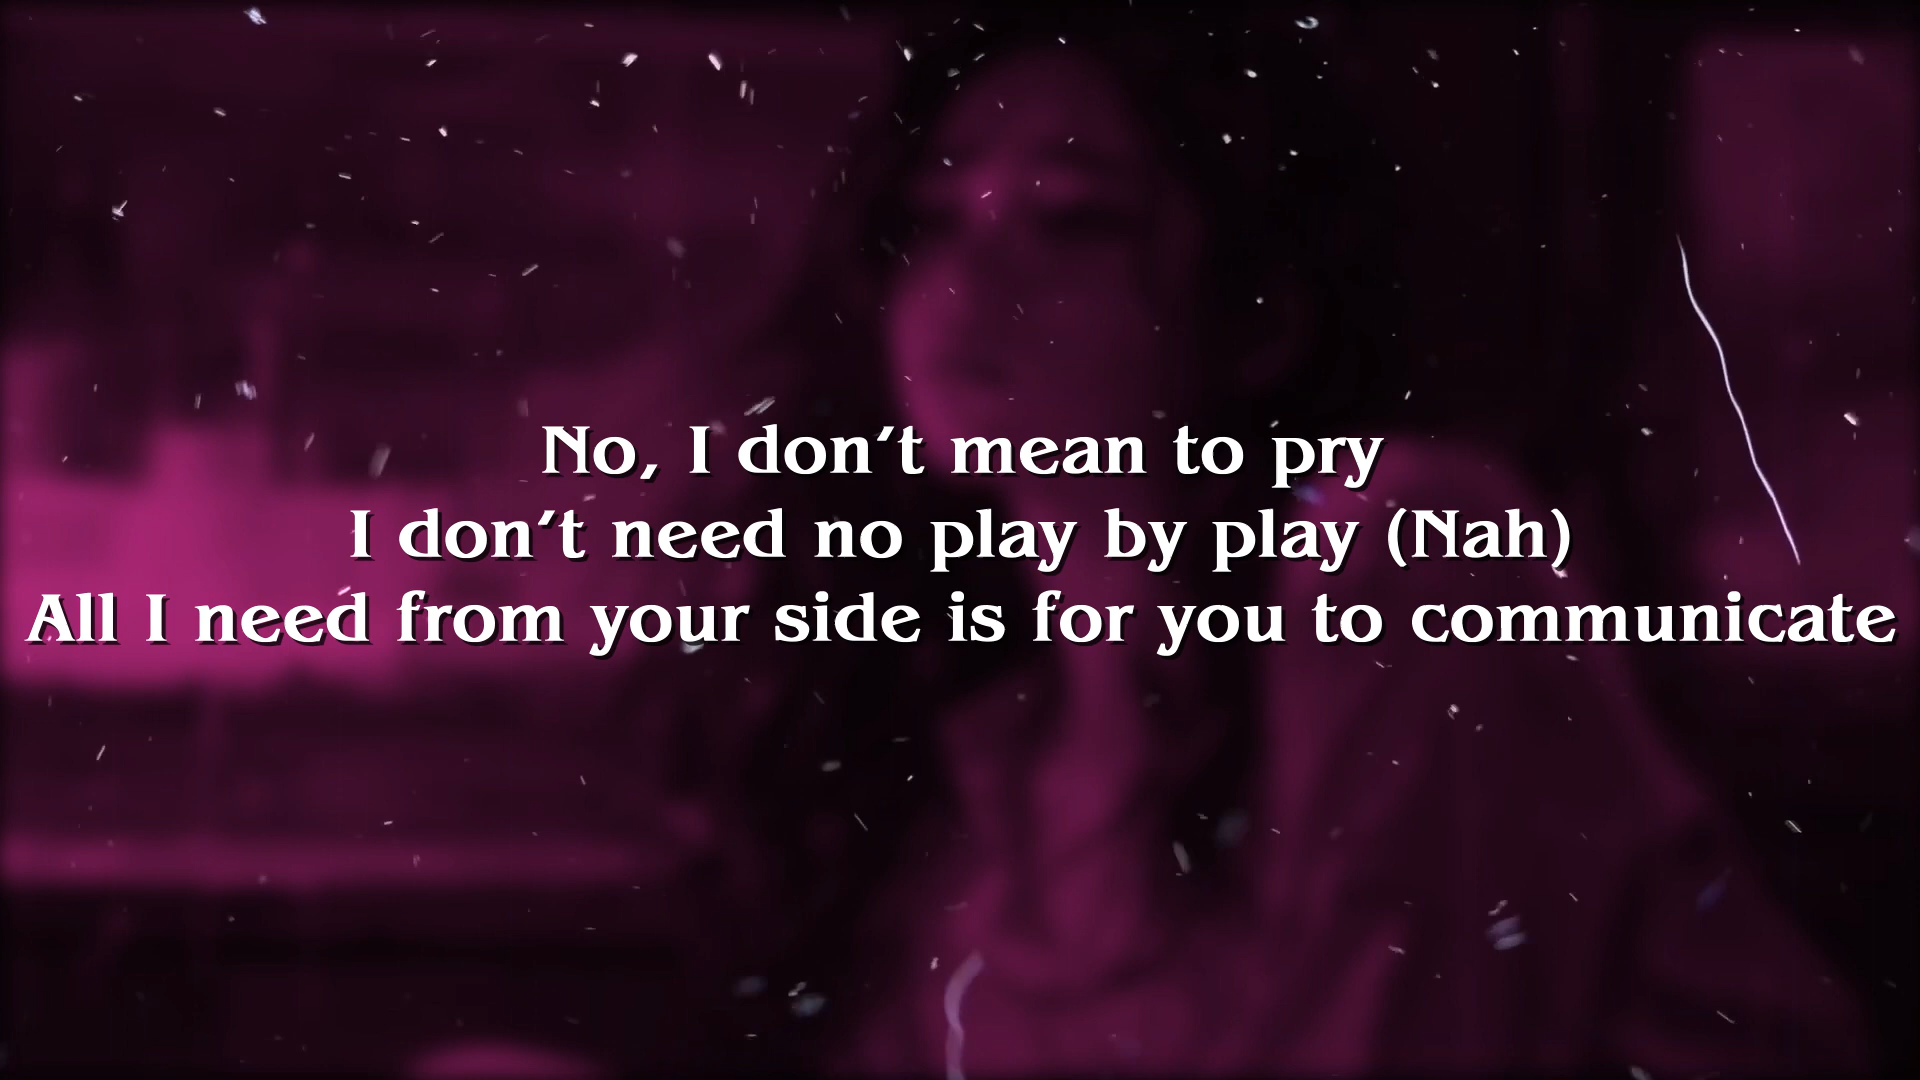 No, I don't mean to pry
I don't need no play by play (Nah)
All I need from your side is for you to communicate